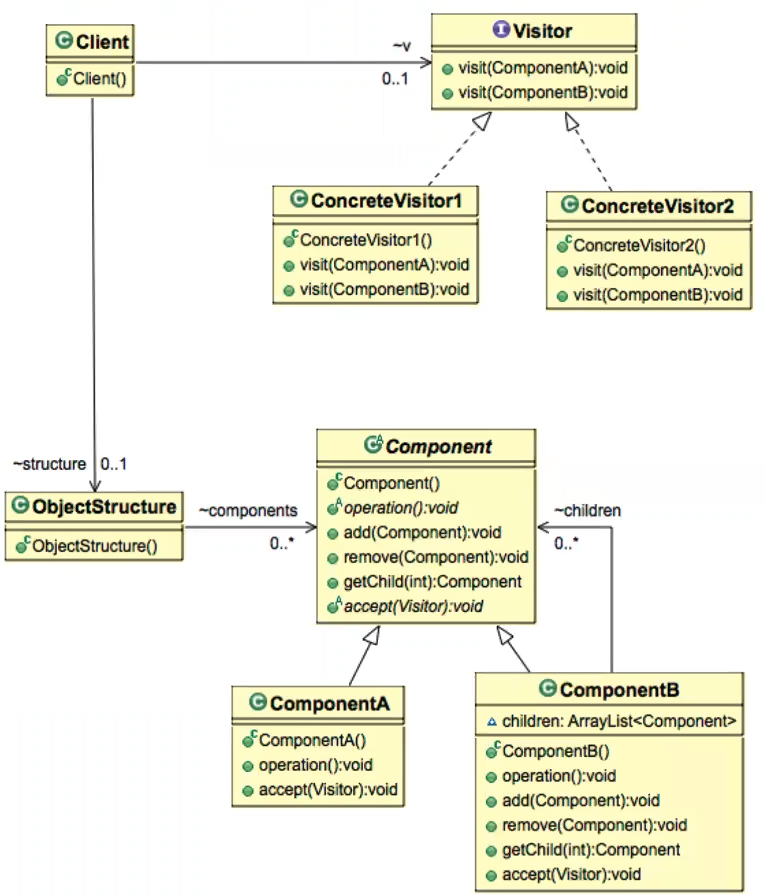 Client
Client()
~v
0..1
Visitor
visit(ComponentA):void
visit(ComponentB):void
ConcreteVisitor1
ConcreteVisitor1()
visit(ComponentA):void
visit(ComponentB):void
ConcreteVisitor2
ConcreteVisitor2()
visit(ComponentA):void
visit(ComponentB):void
~structure 0..1
ObjectStructure
ObjectStructure()
~components
0..*
Component
Component()
operation():void
add(Component):void
remove(Component):void
getChild(int):Component
accept(Visitor):void
~children
0..*
ComponentA
ComponentA()
operation():void
accept(Visitor):void
ComponentB
children: ArrayList<Component>
ComponentB()
operation():void
add(Component):void
remove(Component):void
getChild(int):Component
accept(Visitor):void